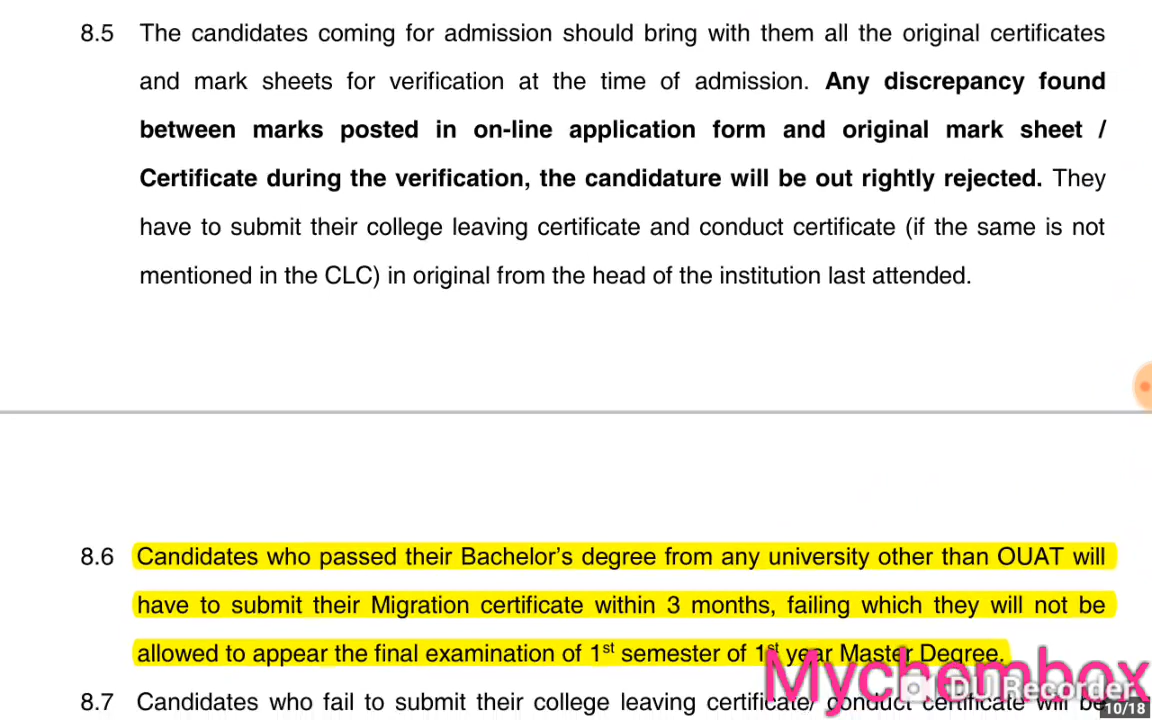 8.5 The candidates coming for admission should bring with them all the original certificates
and mark sheets for verification at the time of admission. Any discrepancy found
between marks posted in on-line application form and original mark sheet /
Certificate during the verification, the candidature will be out rightly rejected. They
have to submit their college leaving certificate and conduct certificate (if the same is not
mentioned in the CLC) in original from the head of the institution last attended.
8.6 Candidates who passed their Bachelor's degree from any university other than OUAT will
have to submit their Migration certificate within 3 months, failing which they will not be
allowed to appear the final examination of 1st semester of 1st year Master Degree.
Mychembox
DU Recorder
8.7 Candidates who fail to submit their college leaving certificate/ conduct certificate will be
10/18